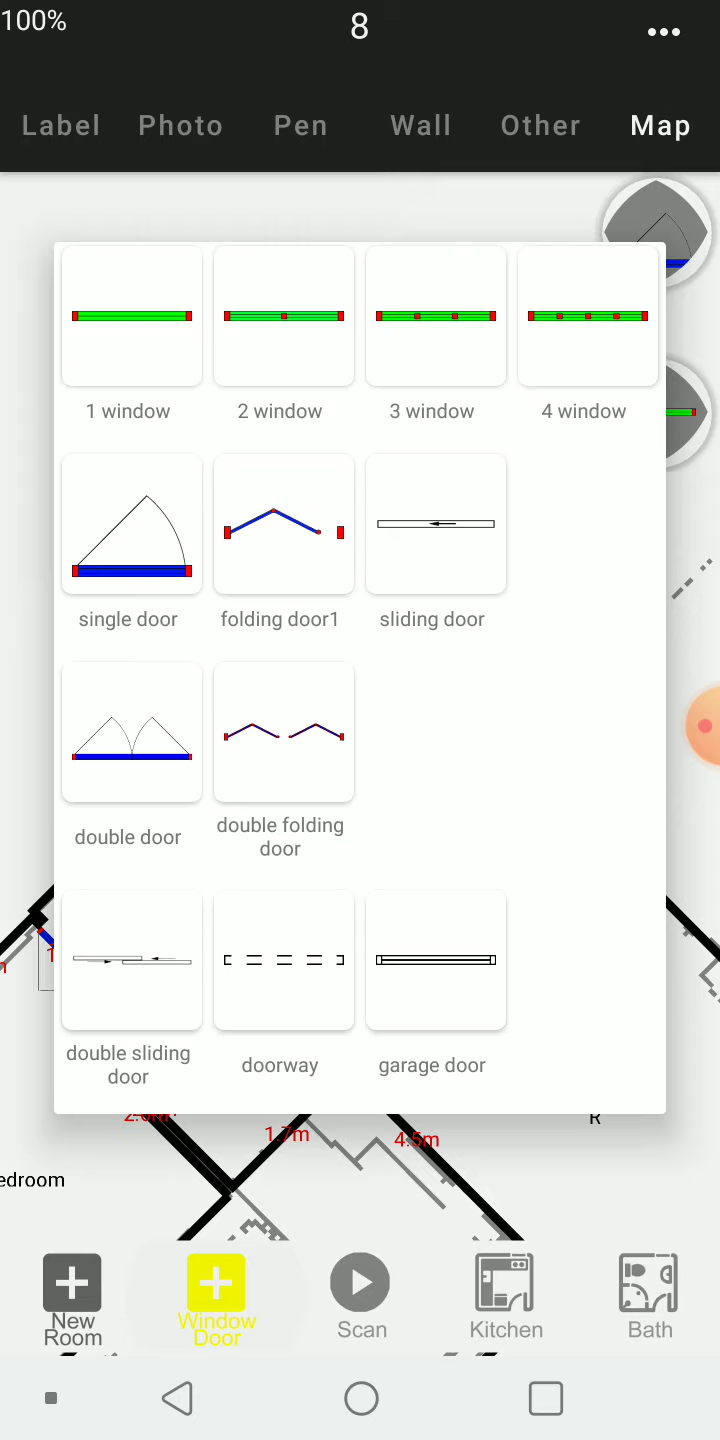 100%
8
Label Photo Pen Wall Other Map
1 window 2 window 3 window 4 window
single door folding door1 sliding door
double door
double folding
door
double sliding
door
doorway garage door
R
1.7m 4.5m
edroom
New
Room
Window
Door
Scan Kitchen Bath